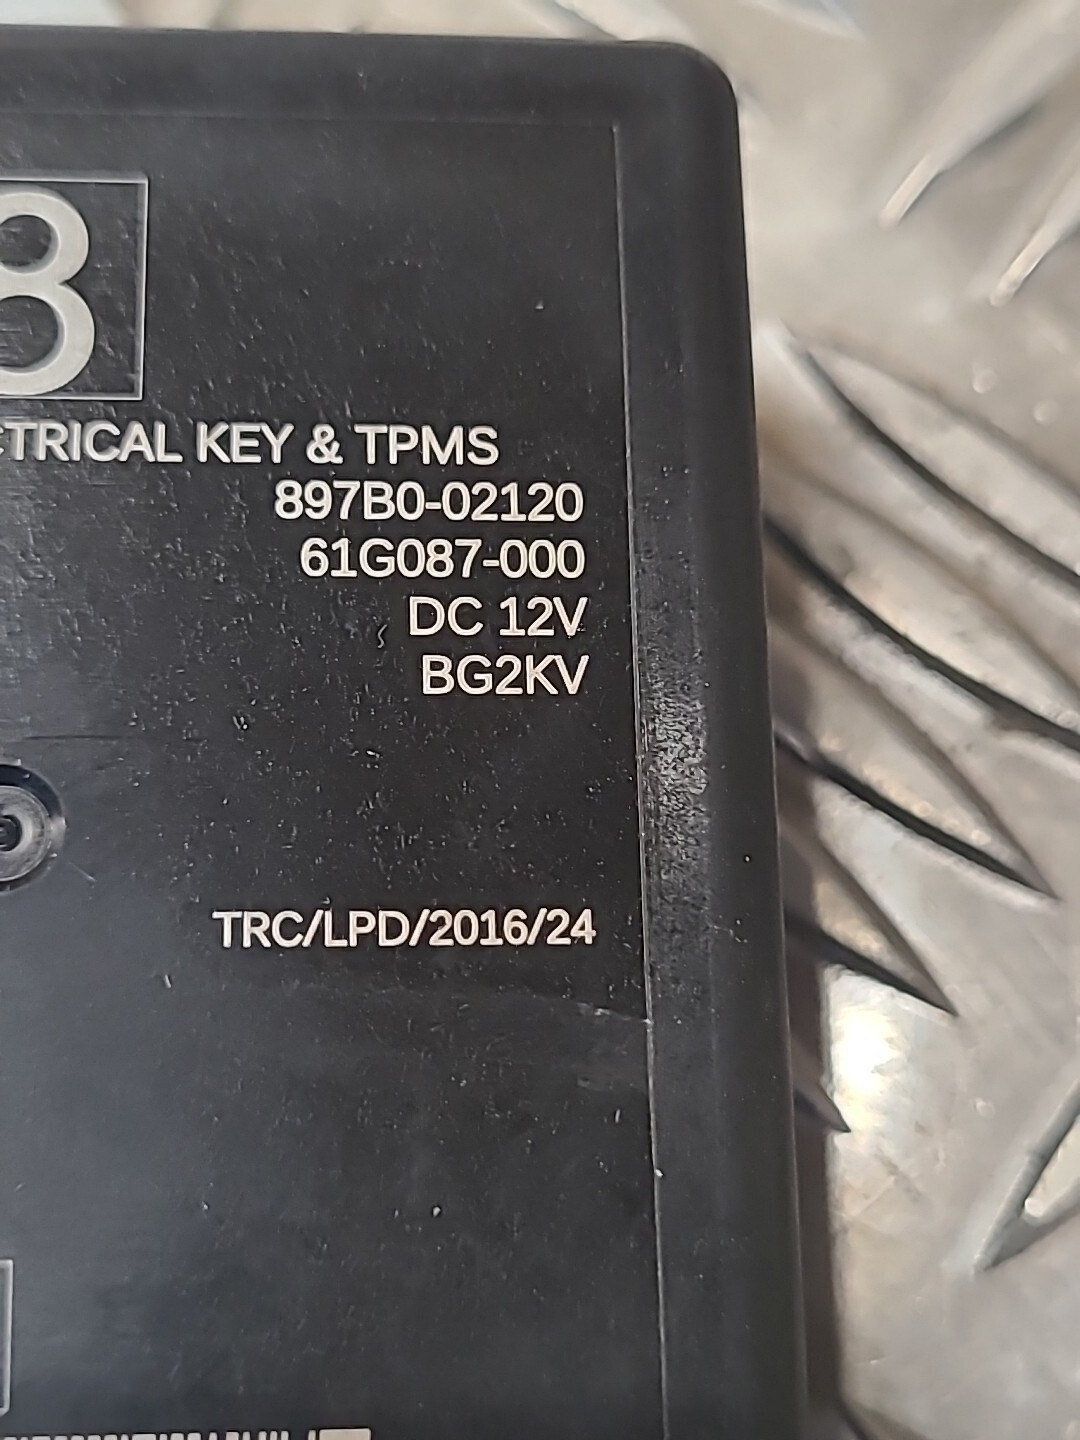 8
CTRICAL KEY & TPMS
897B0-02120
61G087-000
DC 12V
BG2KV
TRC/LPD/2016/24